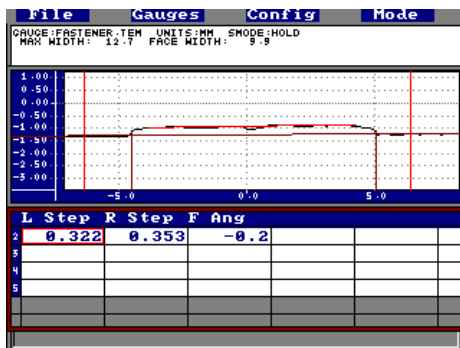 File Gauges Config Mode
GAUGE:FASTENER.TEM UNITS:MM SMODE:HOLD
MAX WIDTH: 12.7 FACE WIDTH: 9.9
1.00
0.50
0.00
-0.50
-1.00
-1.50
-2.00
-2.50
-3.00
-5.0 0.0 5.0
L Step R Step F Ang
2 0.322 0.353 -0.2
3
4
5